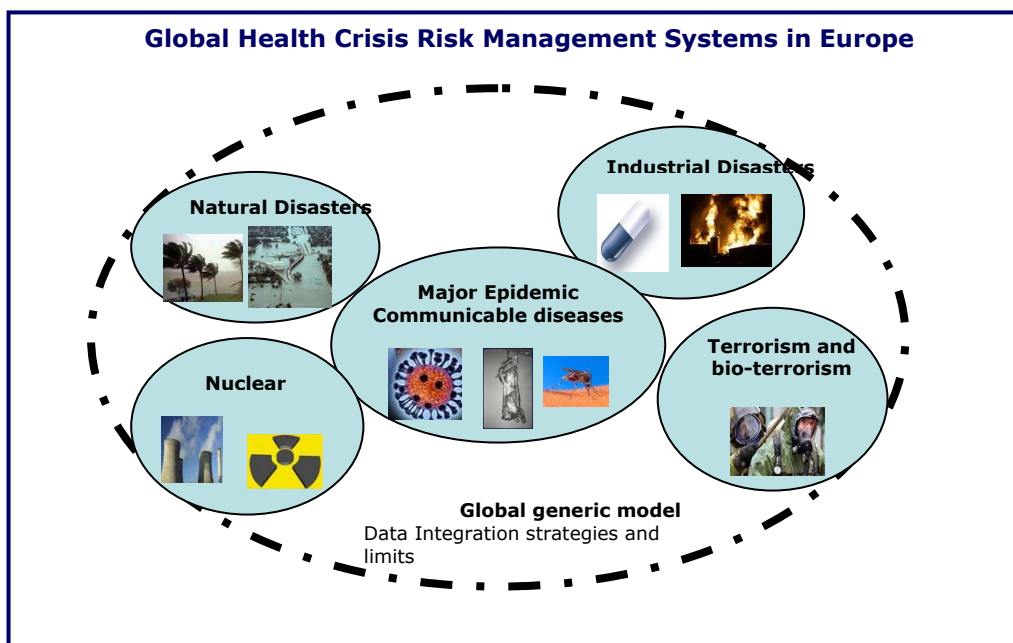 Global Health Crisis Risk Management Systems in Europe
Industrial Disasters
Natural Disasters
Major Epidemic
Communicable diseases
Terrorism and
bio-terrorism
Nuclear
Global generic model
Data Integration strategies and
limits